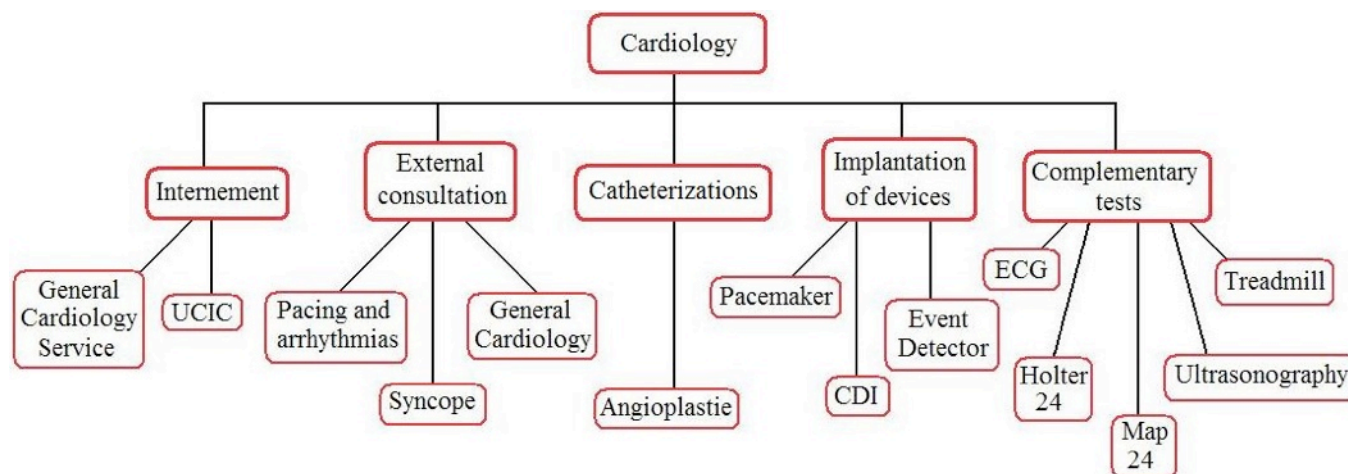 Cardiology
Internement
External
consultation
Catheterizations
Implantation
of devices
Complementary
tests
General
Cardiology
Service
UCIC
Pacing and
arrhythmias
Syncope
General
Cardiology
Angioplastie
Pacemaker
CDI
Event
Detector
ECG
Holter
24
Map
24
Ultrasonography
Treadmill